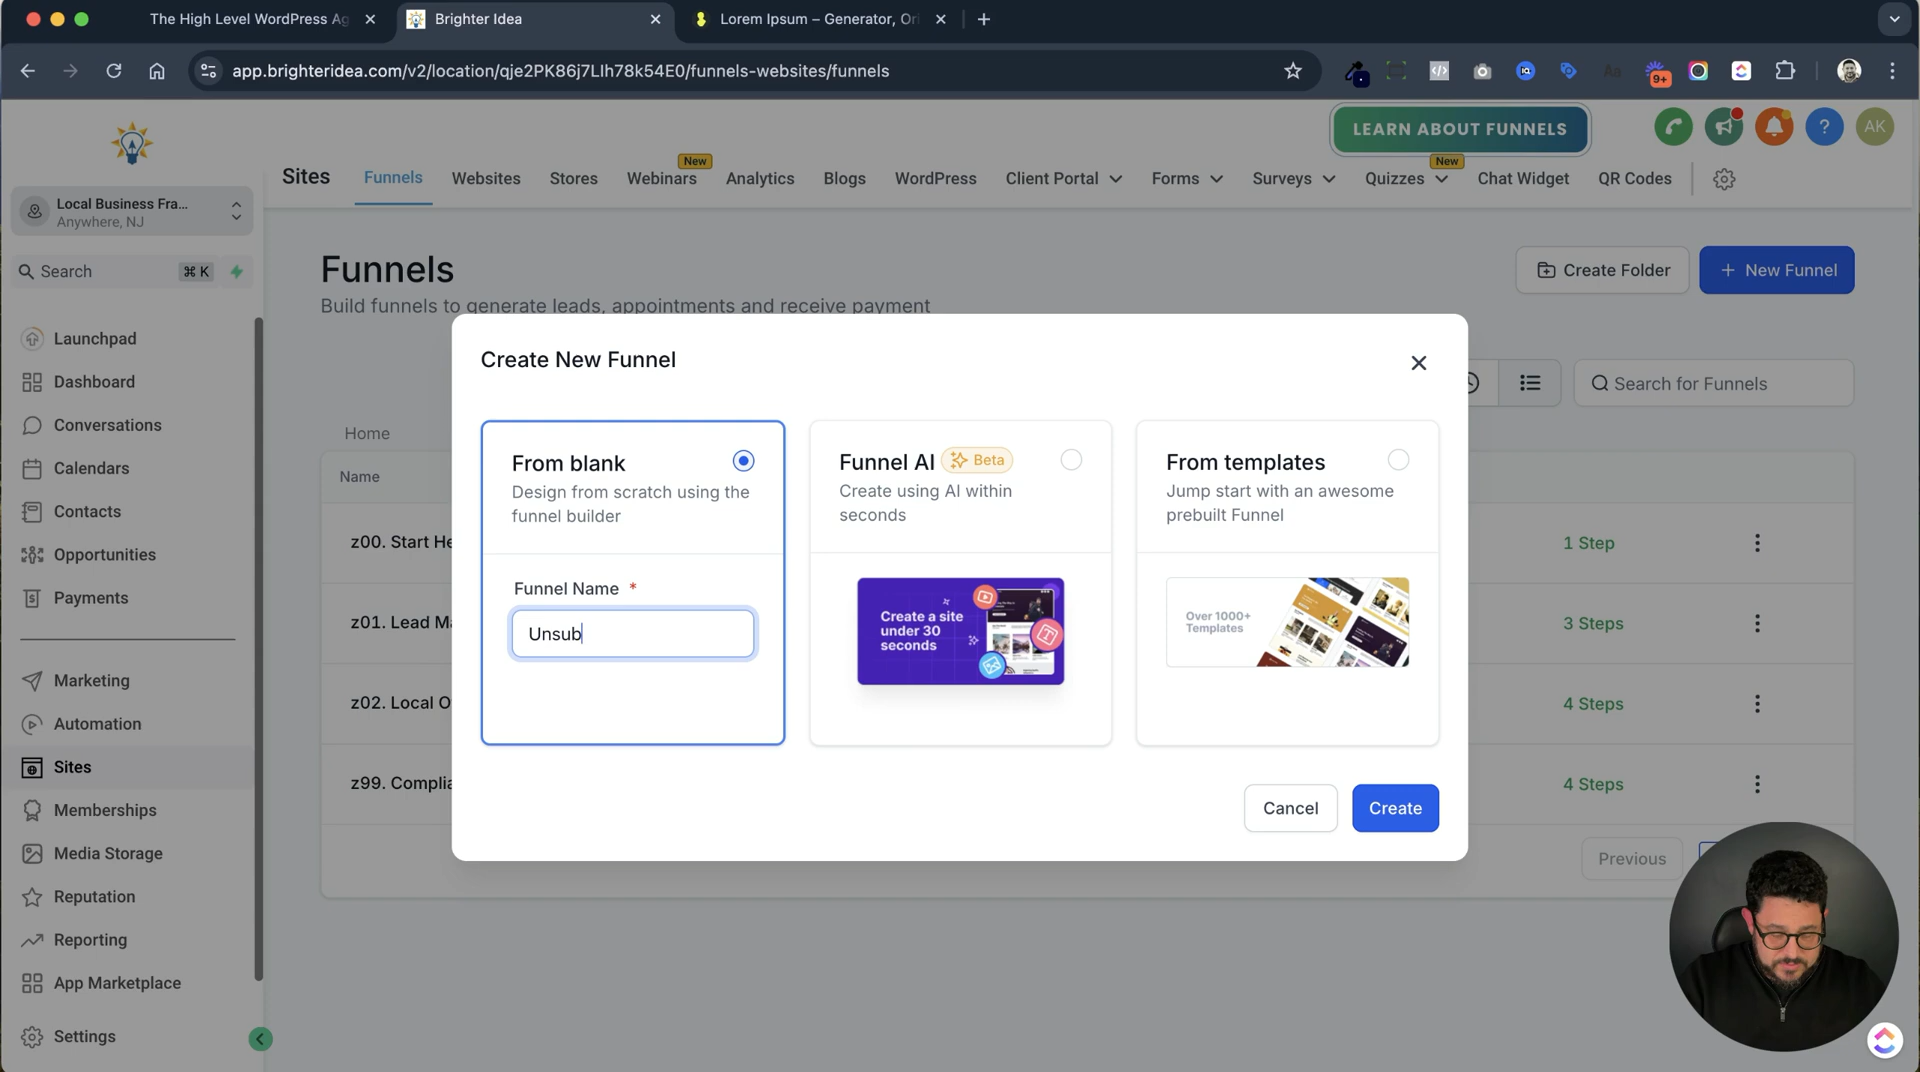 The High Level WordPress Ag
Brighter Idea
Lorem Ipsum – Generator, Ori
app.brighteridea.com/v2/location/qje2PK86j7LIh78k54E0/funnels-websites/funnels
Aa
9+
LEARN ABOUT FUNNELS
?
AK
Sites
Funnels
Websites
Stores
New
Webinars
Analytics
Blogs
WordPress
Client Portal
Forms
Surveys
New
Quizzes
Chat Widget
QR Codes
Local Business Fra...
Anywhere, NJ
Search
⌘ K
Launchpad
Dashboard
Conversations
Calendars
Contacts
Opportunities
Payments
Marketing
Automation
Sites
Memberships
Media Storage
Reputation
Reporting
App Marketplace
Settings
Funnels
Build funnels to generate leads, appointments and receive payment
Create Folder
+ New Funnel
Search for Funnels
Home
Name
z00. Start He
1 Step
z01. Lead Ma
3 Steps
z02. Local O
4 Steps
z99. Complia
4 Steps
Previous
Create New Funnel
From blank
Design from scratch using the
funnel builder
Funnel Name *
Unsub
Funnel AI
Beta
Create using AI within
seconds
Create a site
under 30
seconds
From templates
Jump start with an awesome
prebuilt Funnel
Over 1000+
Templates
Cancel
Create